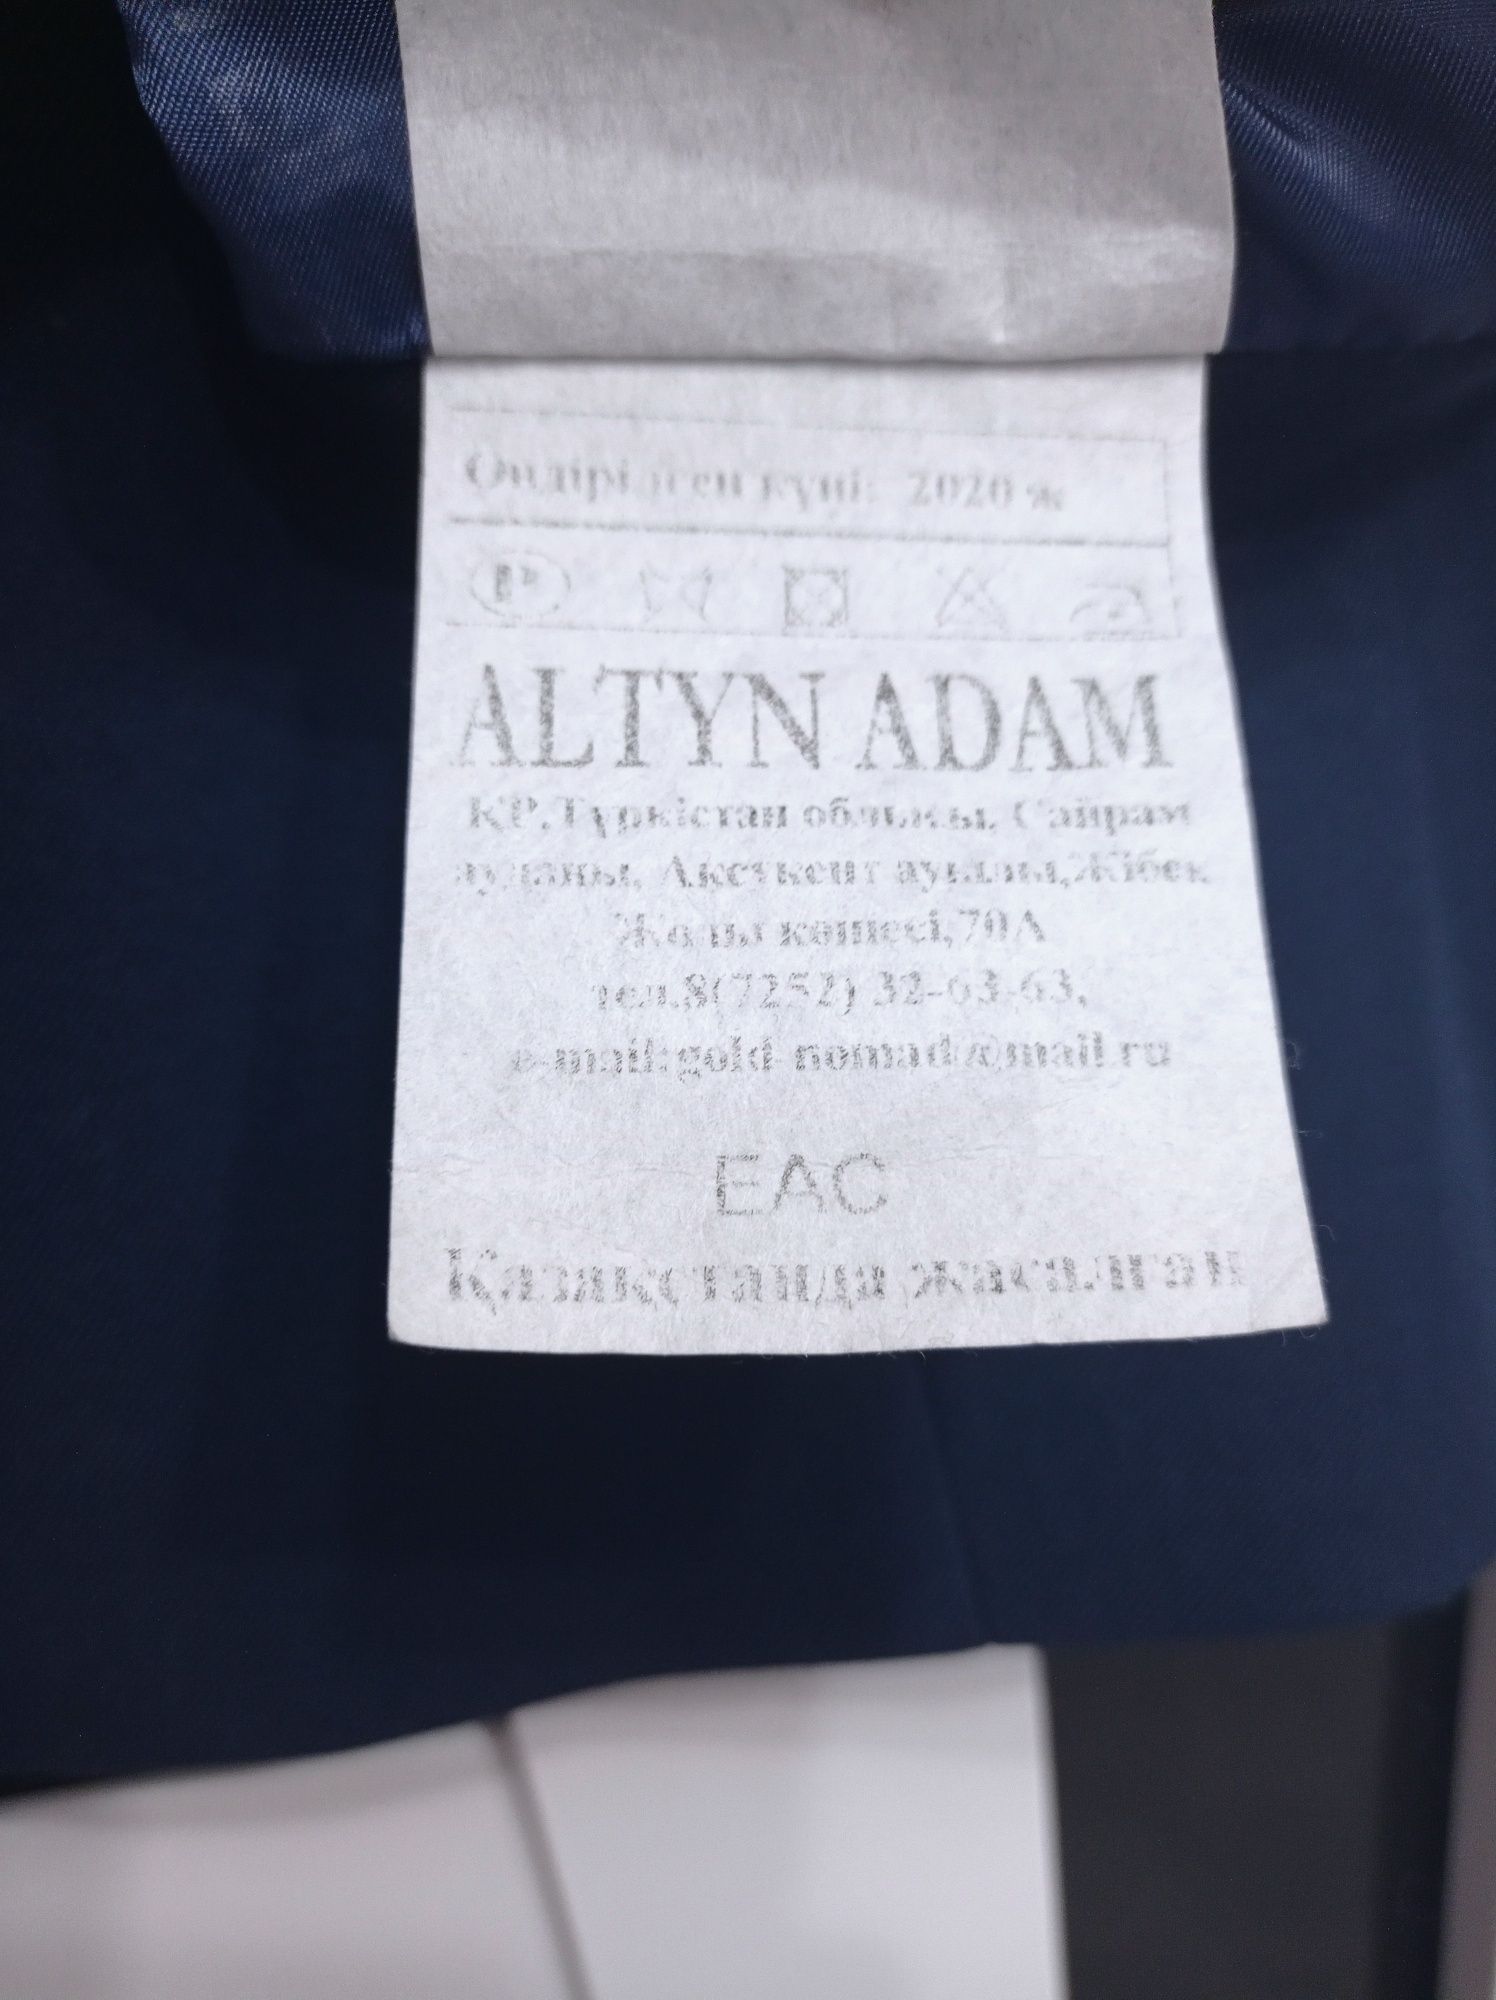 Өндірілген күні: 2020 ж
P
ALTYN ADAM
ҚР.Түркістан облысы, Сайрам
ауданы, Ақсукент ауылы,Жібек
Жолы көшесі,70А
тел.8(7252) 32-63-63,
e-mail:gold-nomad@mail.ru
EAC
Қазақстанда жасалған